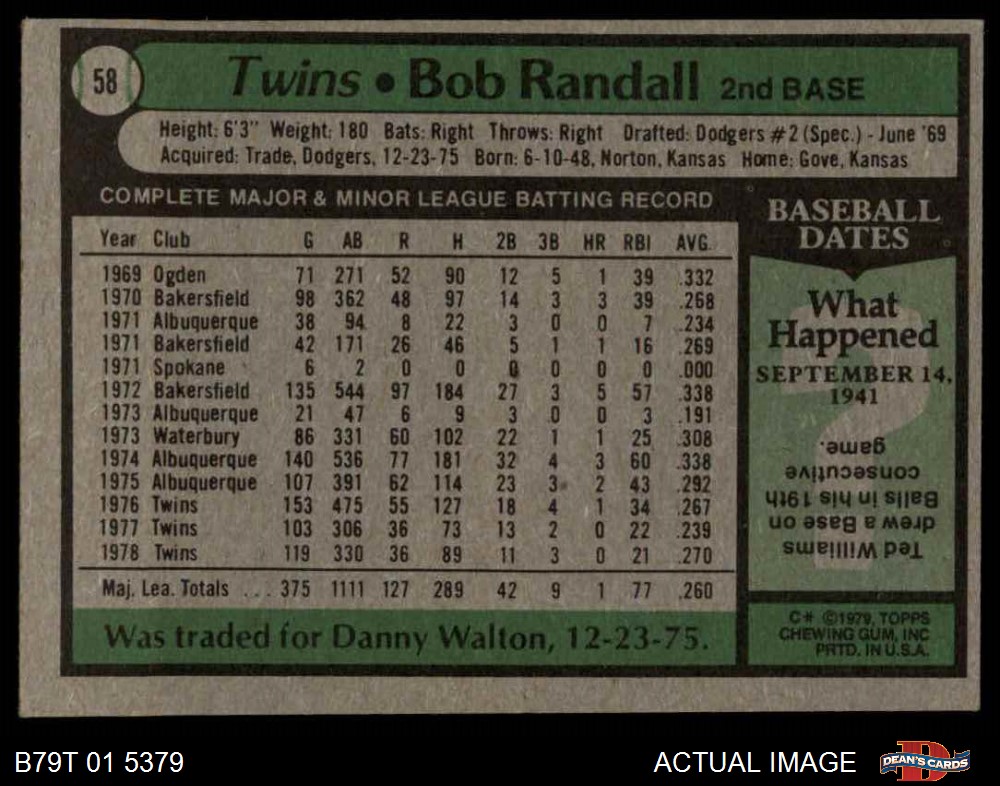 58
Twins • Bob Randall 2nd BASE
Height: 6'3" Weight: 180 Bats: Right Throws: Right Drafted: Dodgers #2 (Spec.) - June '69
Acquired: Trade, Dodgers, 12-23-75 Born: 6-10-48, Norton, Kansas Home: Gove, Kansas
COMPLETE MAJOR & MINOR LEAGUE BATTING RECORD
Year Club G AB R H 2B 3B HR RBI AVG.
1969 Ogden 71 271 52 90 12 5 1 39 .332
1970 Bakersfield 98 362 48 97 14 3 3 39 .268
1971 Albuquerque 38 94 8 22 3 0 0 7 .234
1971 Bakersfield 42 171 26 46 5 1 1 16 .269
1971 Spokane 6 2 0 0 0 0 0 0 .000
1972 Bakersfield 135 544 97 184 27 3 5 57 .338
1973 Albuquerque 21 47 6 9 3 0 0 3 .191
1973 Waterbury 86 331 60 102 22 1 1 25 .308
1974 Albuquerque 140 536 77 181 32 4 3 60 .338
1975 Albuquerque 107 391 62 114 23 3 2 43 .292
1976 Twins 153 475 55 127 18 4 1 34 .267
1977 Twins 103 306 36 73 13 2 0 22 .239
1978 Twins 119 330 36 89 11 3 0 21 .270
Maj. Lea. Totals ... 375 1111 127 289 42 9 1 77 .260
Was traded for Danny Walton, 12-23-75.
BASEBALL
DATES
What
Happened
SEPTEMBER 14,
1941
?
Ted Williams
drew a Base on
Balls in his 19th
consecutive
game.
C* ©1979, TOPPS
CHEWING GUM, INC
PRTD. IN U.S.A.
B79T 01 5379
ACTUAL IMAGE
D
DEAN'S CARDS